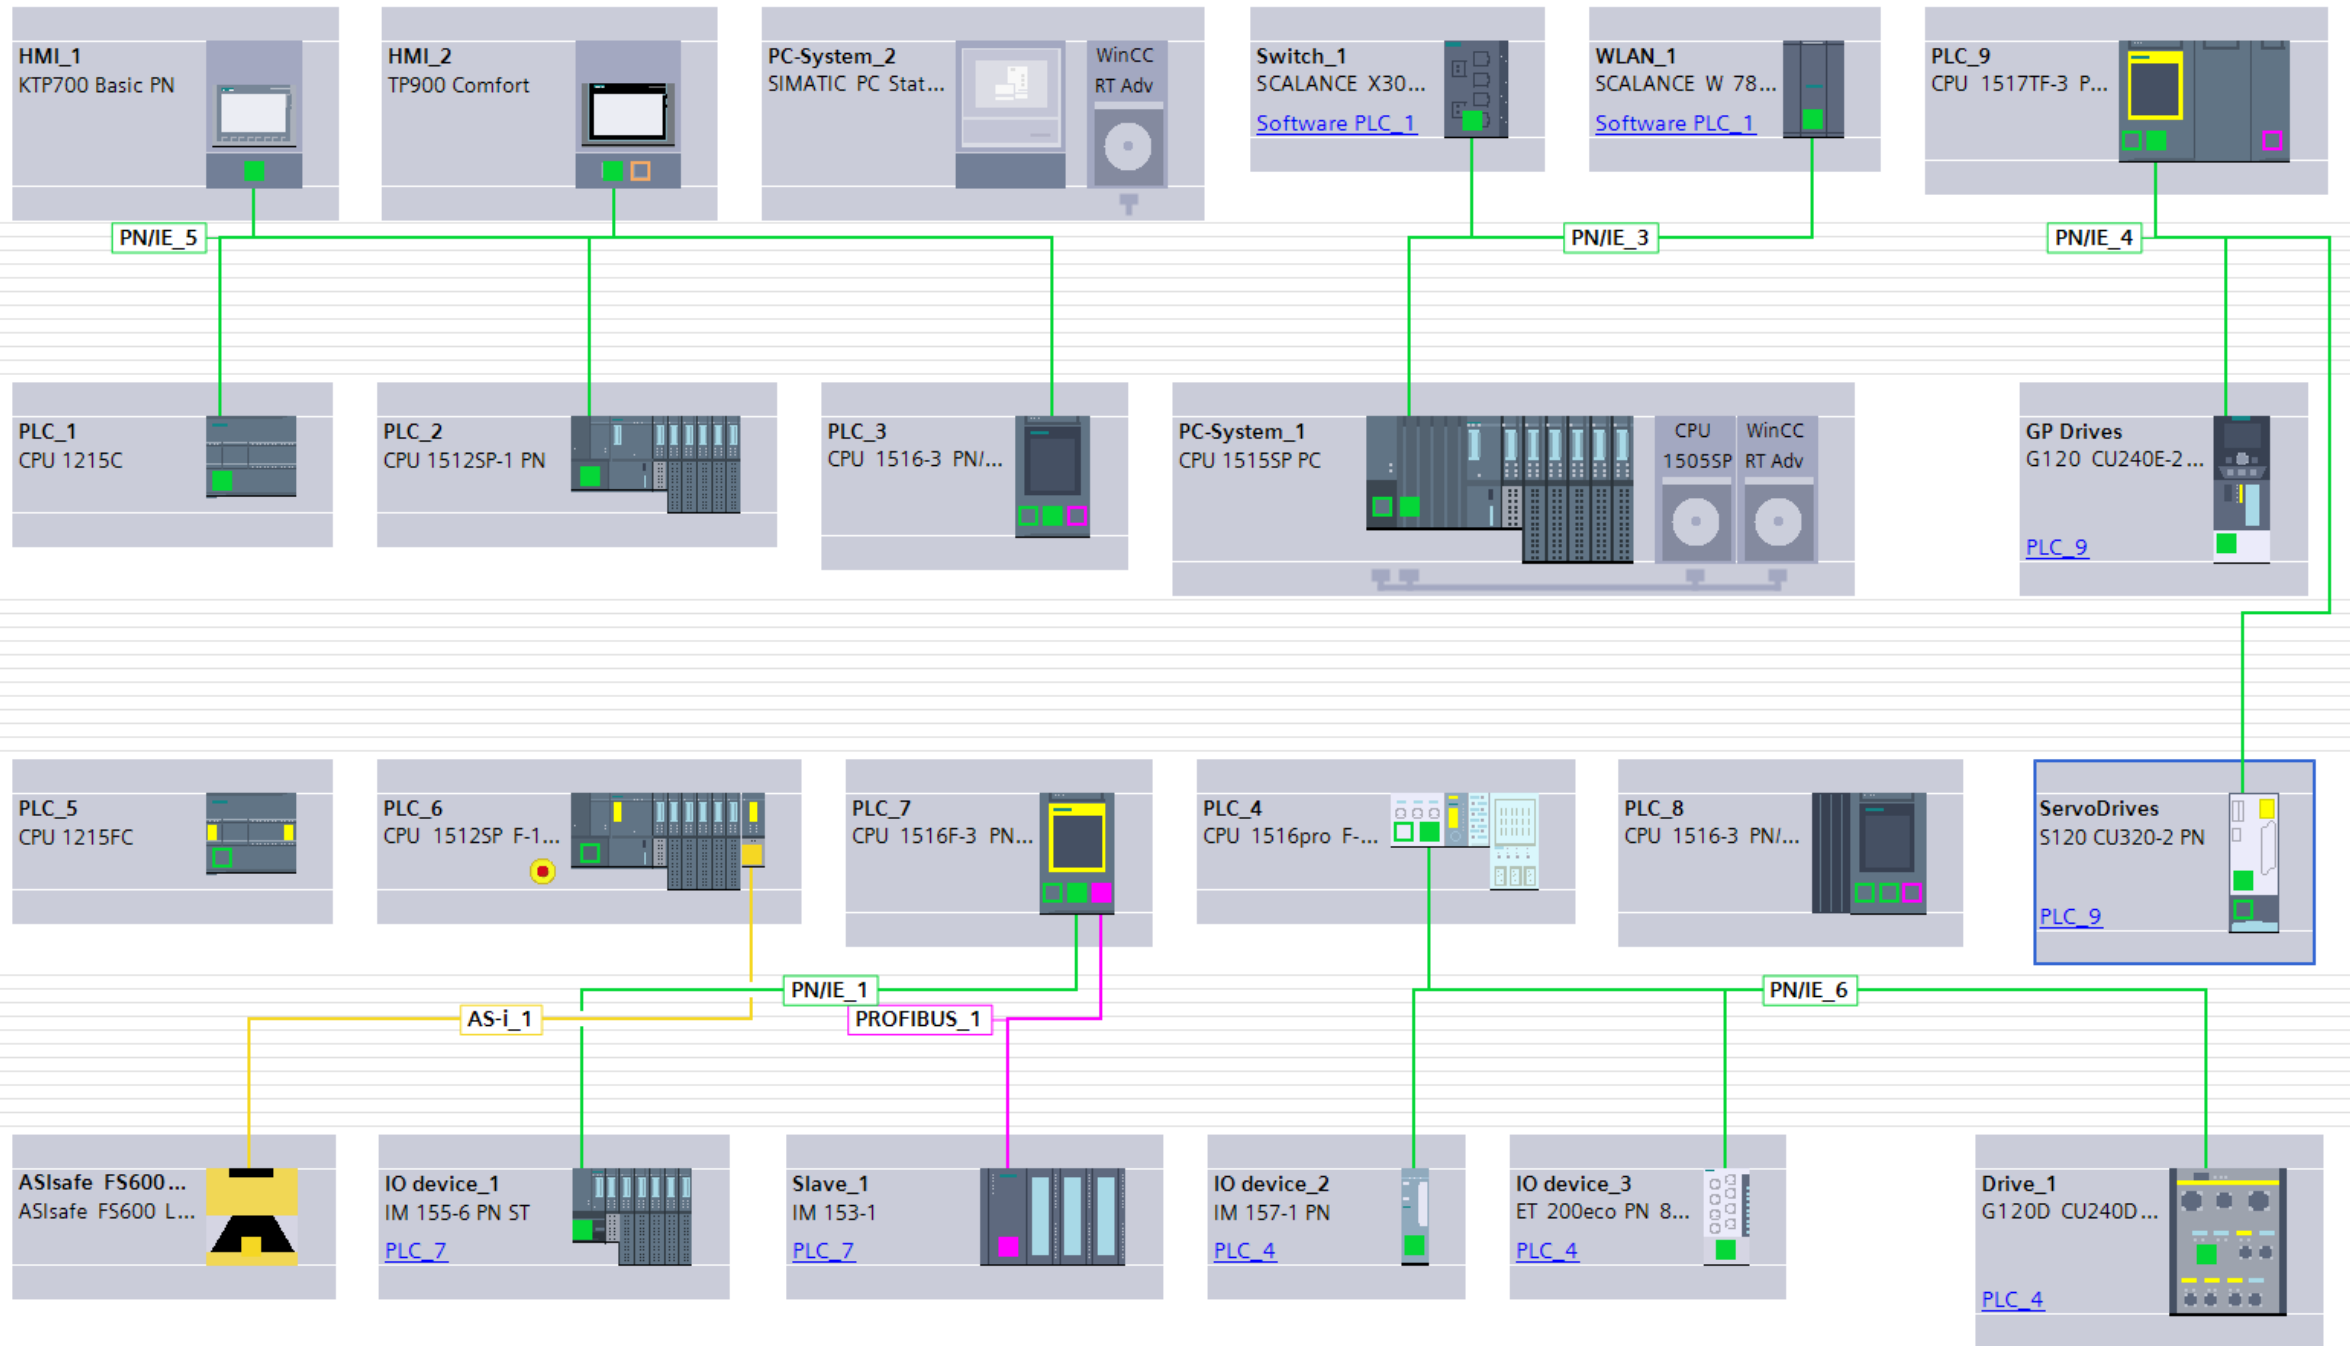 HMI_1
KTP700 Basic PN
HMI_2
TP900 Comfort
PC-System_2
SIMATIC PC Stat...
WinCC
RT Adv
Switch_1
SCALANCE X30...
Software PLC_1
WLAN_1
SCALANCE W 78...
Software PLC_1
PLC_9
CPU 1517TF-3 P...
PN/IE_5
PN/IE_3
PN/IE_4
PLC_1
CPU 1215C
PLC_2
CPU 1512SP-1 PN
PLC_3
CPU 1516-3 PN/...
PC-System_1
CPU 1515SP PC
CPU
1505SP
WinCC
RT Adv
GP Drives
G120 CU240E-2...
PLC_9
PLC_5
CPU 1215FC
PLC_6
CPU 1512SP F-1...
PLC_7
CPU 1516F-3 PN...
PLC_4
CPU 1516pro F-...
PLC_8
CPU 1516-3 PN/...
ServoDrives
S120 CU320-2 PN
PLC_9
PN/IE_1
PN/IE_6
AS-i_1
PROFIBUS_1
ASIsafe FS600...
ASIsafe FS600 L...
IO device_1
IM 155-6 PN ST
PLC_7
Slave_1
IM 153-1
PLC_7
IO device_2
IM 157-1 PN
PLC_4
IO device_3
ET 200eco PN 8...
PLC_4
Drive_1
G120D CU240D...
PLC_4